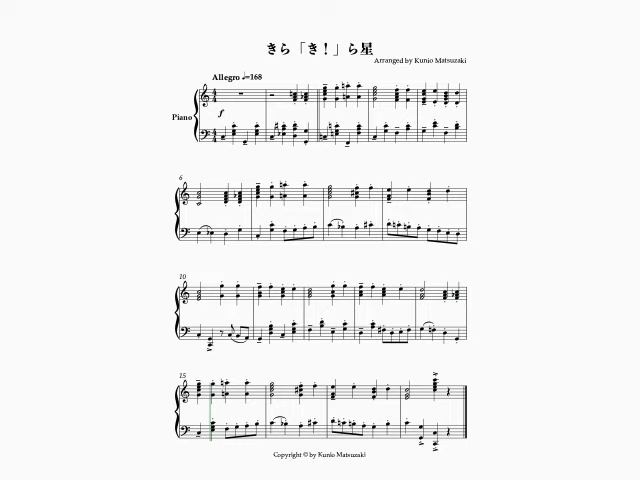 きら「き！」ら星
Arranged by Kunio Matsuzaki
Allegro ♩=168
Piano
f
6
10
15
Copyright © by Kunio Matsuzaki